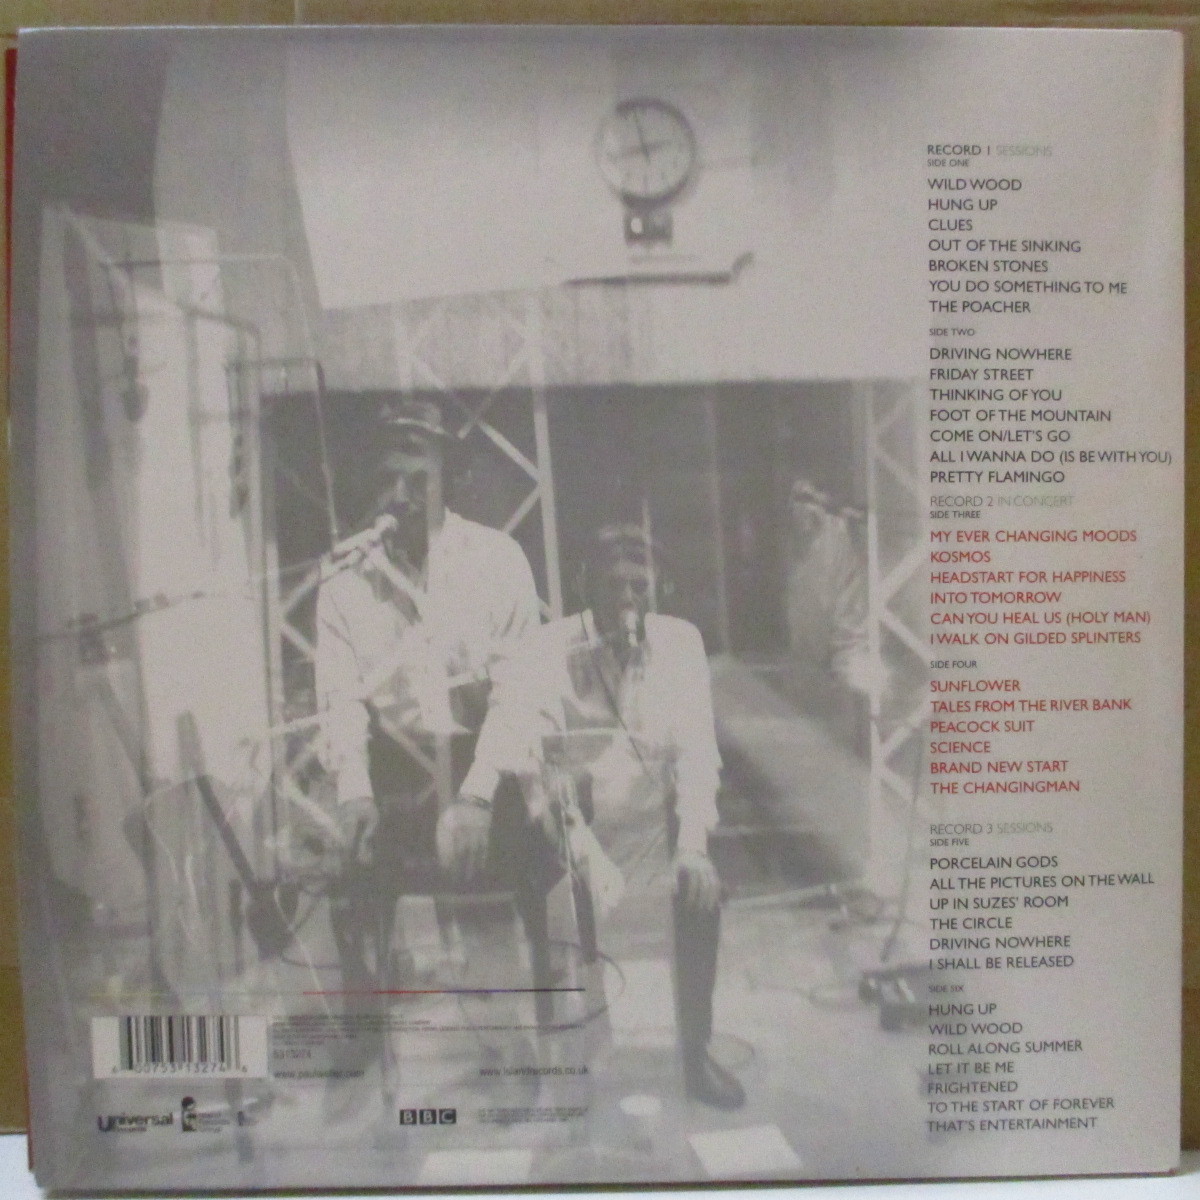 RECORD 1 SESSIONS
SIDE ONE
WILD WOOD
HUNG UP
CLUES
OUT OF THE SINKING
BROKEN STONES
YOU DO SOMETHING TO ME
THE POACHER
SIDE TWO
DRIVING NOWHERE
FRIDAY STREET
THINKING OF YOU
FOOT OF THE MOUNTAIN
COME ON/LET'S GO
ALL I WANNA DO (IS BE WITH YOU)
PRETTY FLAMINGO
RECORD 2 IN CONCERT
SIDE THREE
MY EVER CHANGING MOODS
KOSMOS
HEADSTART FOR HAPPINESS
INTO TOMORROW
CAN YOU HEAL US (HOLY MAN)
I WALK ON GILDED SPLINTERS
SIDE FOUR
SUNFLOWER
TALES FROM THE RIVER BANK
PEACOCK SUIT
SCIENCE
BRAND NEW START
THE CHANGINGMAN
RECORD 3 SESSIONS
SIDE FIVE
PORCELAIN GODS
ALL THE PICTURES ON THE WALL
UP IN SUZES' ROOM
THE CIRCLE
DRIVING NOWHERE
I SHALL BE RELEASED
SIDE SIX
HUNG UP
WILD WOOD
ROLL ALONG SUMMER
LET IT BE ME
FRIGHTENED
TO THE START OF FOREVER
THAT'S ENTERTAINMENT
6 00753 13274 6
www.paulweller.com
www.islandrecords.co.uk
universal
BBC